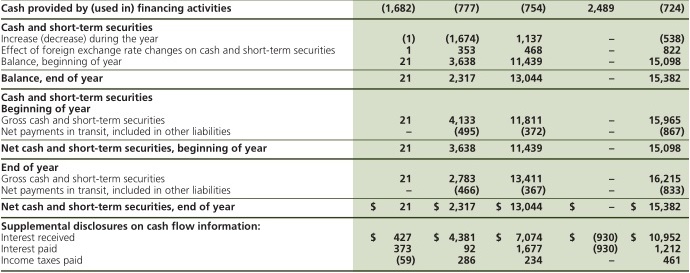 Cash provided by (used in) financing activities (1,682) (777) (754) 2,489 (724)
Cash and short-term securities
Increase (decrease) during the year (1) (1,674) 1,137 – (538)
Effect of foreign exchange rate changes on cash and short-term securities 1 353 468 – 822
Balance, beginning of year 21 3,638 11,439 – 15,098
Balance, end of year 21 2,317 13,044 – 15,382
Cash and short-term securities
Beginning of year
Gross cash and short-term securities 21 4,133 11,811 – 15,965
Net payments in transit, included in other liabilities – (495) (372) – (867)
Net cash and short-term securities, beginning of year 21 3,638 11,439 – 15,098
End of year
Gross cash and short-term securities 21 2,783 13,411 – 16,215
Net payments in transit, included in other liabilities – (466) (367) – (833)
Net cash and short-term securities, end of year $ 21 $ 2,317 $ 13,044 $ – $ 15,382
Supplemental disclosures on cash flow information:
Interest received $ 427 $ 4,381 $ 7,074 $ (930) $ 10,952
Interest paid 373 92 1,677 (930) 1,212
Income taxes paid (59) 286 234 – 461